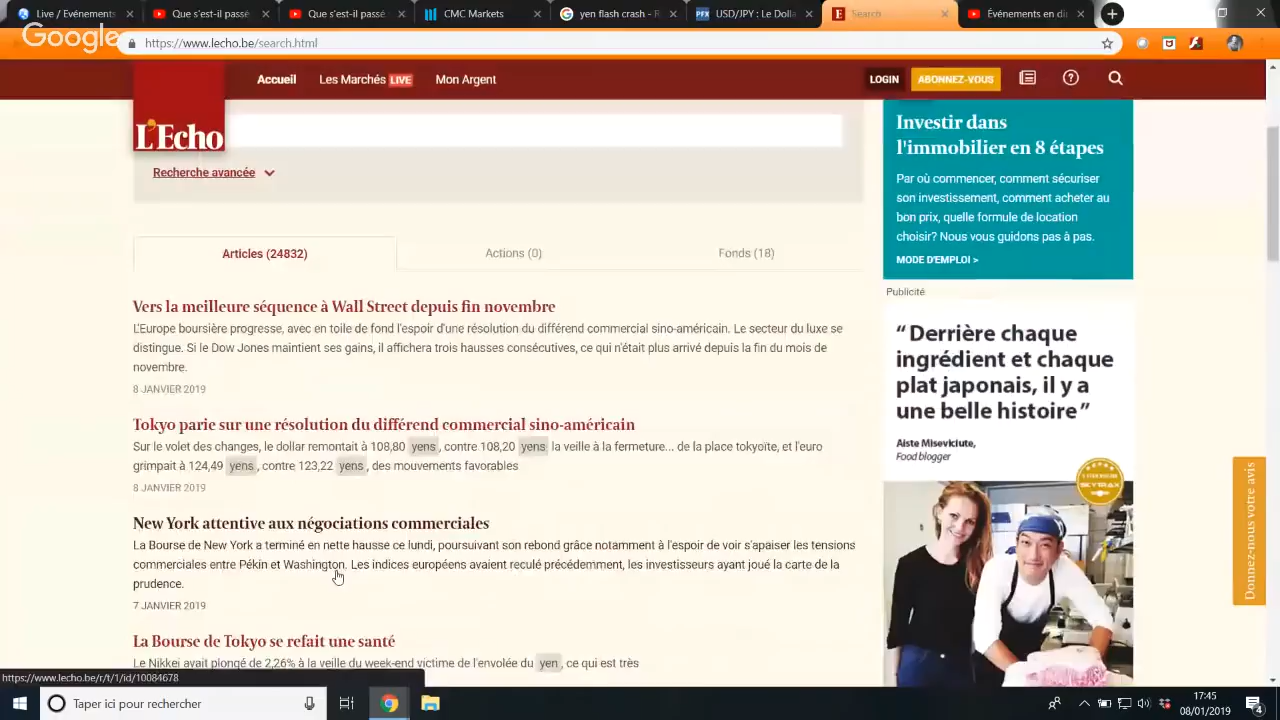 Live - Vimeo
Que s'est-il passé
Que s'est-il passé
CMC Markets
yen flash crash - R
USD/JPY : Le Dolla
Search
Événements en di
Google
https://www.lecho.be/search.html
Accueil
Les Marchés LIVE
Mon Argent
LOGIN
ABONNEZ-VOUS
L'Echo
Recherche avancée
Articles (24832)
Actions (0)
Fonds (18)
Vers la meilleure séquence à Wall Street depuis fin novembre
L'Europe boursière progresse, avec en toile de fond l'espoir d'une résolution du différend commercial sino-américain. Le secteur du luxe se
distingue. Si le Dow Jones maintient ses gains, il affichera trois hausses consécutives, ce qui n'était plus arrivé depuis la fin du mois de
novembre.
8 JANVIER 2019
Tokyo parie sur une résolution du différend commercial sino-américain
Sur le volet des changes, le dollar remontait à 108,80 yens , contre 108,20 yens la veille à la fermeture... de la place tokyoïte, et l'euro
grimpait à 124,49 yens , contre 123,22 yens , des mouvements favorables
8 JANVIER 2019
New York attentive aux négociations commerciales
La Bourse de New York a terminé en nette hausse ce lundi, poursuivant son rebond grâce notamment à l'espoir de voir s'apaiser les tensions
commerciales entre Pékin et Washington. Les indices européens avaient reculé précédemment, les investisseurs ayant joué la carte de la
prudence.
7 JANVIER 2019
La Bourse de Tokyo se refait une santé
Le Nikkei avait plongé de 2,26% à la veille du week-end victime de l'envolée du yen , ce qui est très
Investir dans
l'immobilier en 8 étapes
Par où commencer, comment sécuriser
son investissement, comment acheter au
bon prix, quelle formule de location
choisir? Nous vous guidons pas à pas.
MODE D'EMPLOI >
Publicité
“ Derrière chaque
ingrédient et chaque
plat japonais, il y a
une belle histoire ”
Aiste Miseviciute,
Food blogger
SKYTRAX
Donnez-nous votre avis
https://www.lecho.be/r/t/1/id/10084678
Taper ici pour rechercher
17:45
08/01/2019